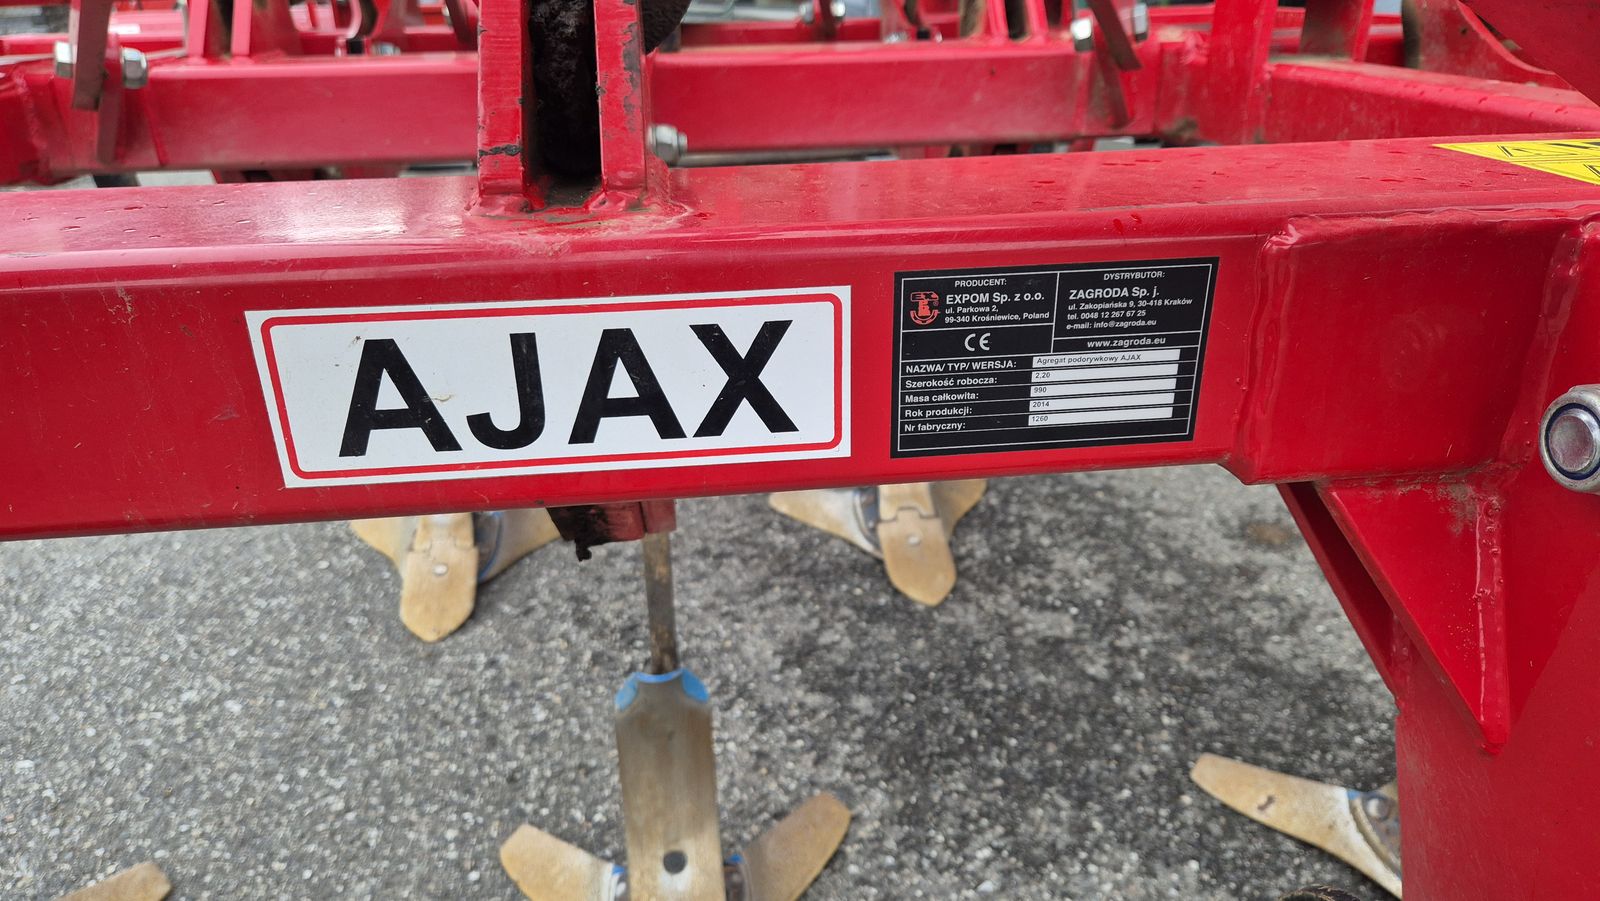 AJAX
PRODUCENT:
EXPOM Sp. z o.o.
ul. Parkowa 2,
99-340 Krośniewice, Poland
CE
DYSTRYBUTOR:
ZAGRODA Sp. j.
ul. Zakopiańska 9, 30-418 Kraków
tel. 0048 12 267 67 25
e-mail: info@zagroda.eu
www.zagroda.eu
NAZWA/ TYP/ WERSJA: Agregat podorywkowy AJAX
Szerokość robocza: 2,20
Masa całkowita: 990
Rok produkcji: 2014
Nr fabryczny: 1260